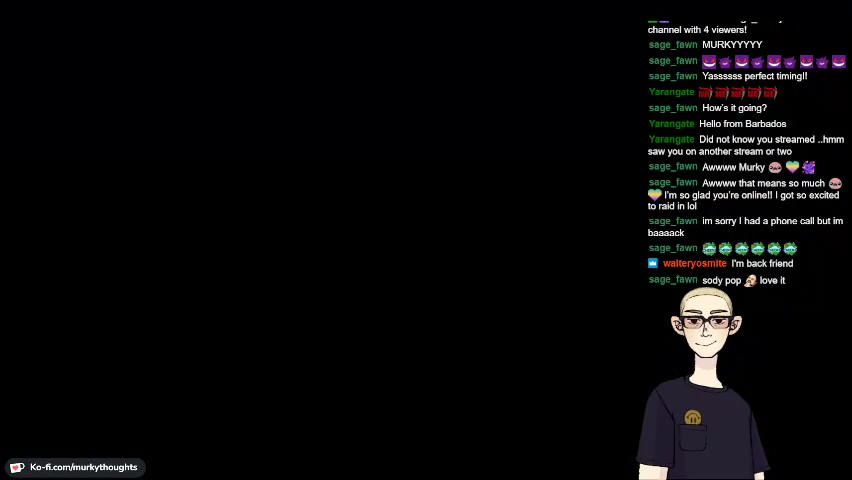 channel with 4 viewers!
sage_fawn MURKYYYYY
sage_fawn
sage_fawn Yassssss perfect timing!!
Yarangate
sage_fawn How's it going?
Yarangate Hello from Barbados
Yarangate Did not know you streamed ..hmm
saw you on another stream or two
sage_fawn Awwww Murky
sage_fawn Awwww that means so much
I'm so glad you're online!! I got so excited
to raid in lol
sage_fawn im sorry I had a phone call but im
baaaack
sage_fawn
walteryosmite I'm back friend
sage_fawn sody pop love it
Ko-fi.com/murkythoughts